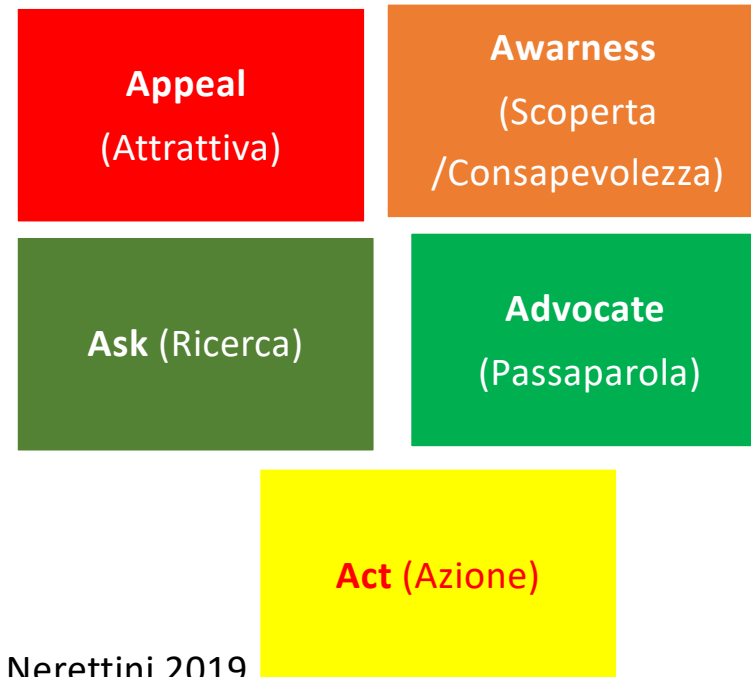 Appeal
(Attrattiva)
Awarness
(Scoperta
/Consapevolezza)
Ask (Ricerca)
Advocate
(Passaparola)
Act (Azione)
Nerettini 2019